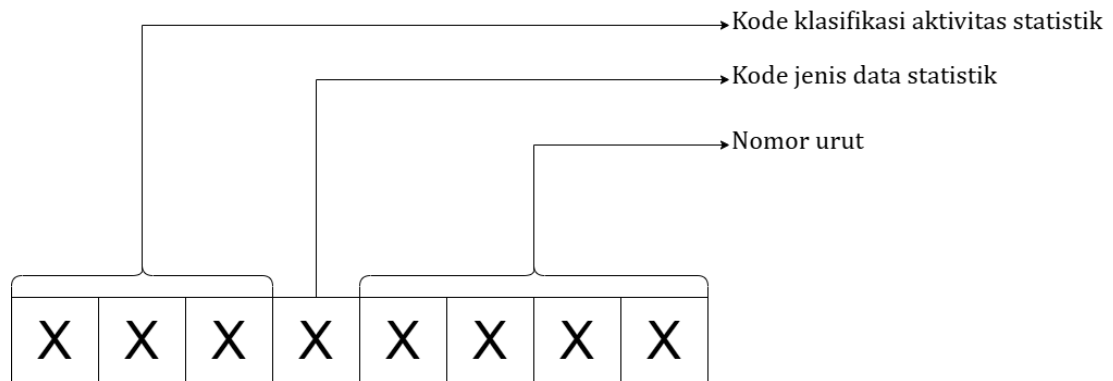 Kode klasifikasi aktivitas statistik
Kode jenis data statistik
Nomor urut
X X X X X X X X